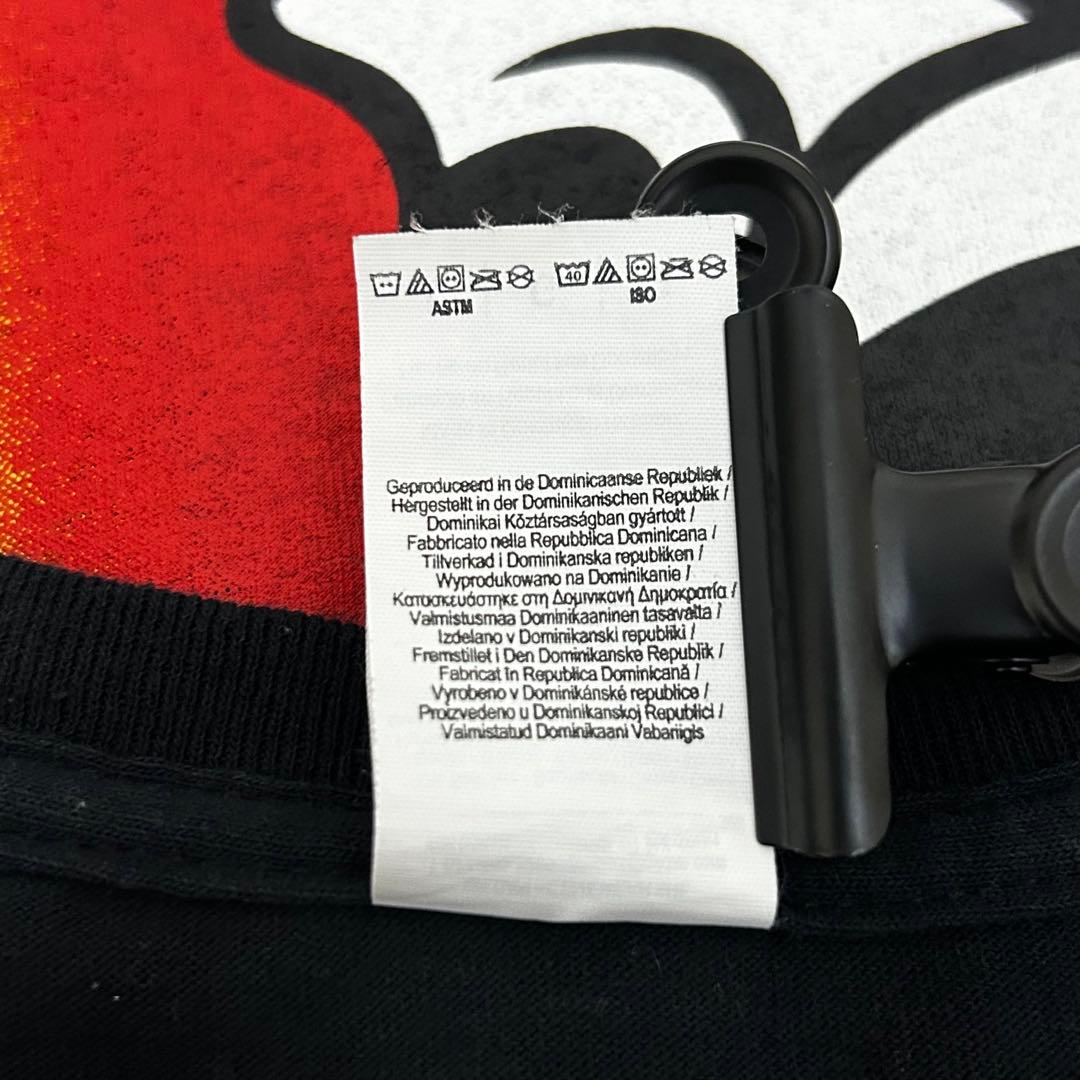 40
ASTM
ISO
Geproduceerd in de Dominicaanse Republiek /
Hergestellt in der Dominikanischen Republik /
Dominikai Köztársaságban gyártott /
Fabbricato nella Repubblica Dominicana /
Tillverkad i Dominikanska republiken /
Wyprodukowano na Dominikanie /
Κατασκευάστηκε στη Δομινικανή Δημοκρατία /
Valmistusmaa Dominikaaninen tasavalta /
Izdelano v Dominikanski republiki /
Fremstillet i Den Dominikanske Republik /
Fabricat în Republica Dominicană /
Vyrobeno v Dominikánské republice /
Proizvedeno u Dominikanskoj Republici /
Valmistatud Dominikaani Vabariigis